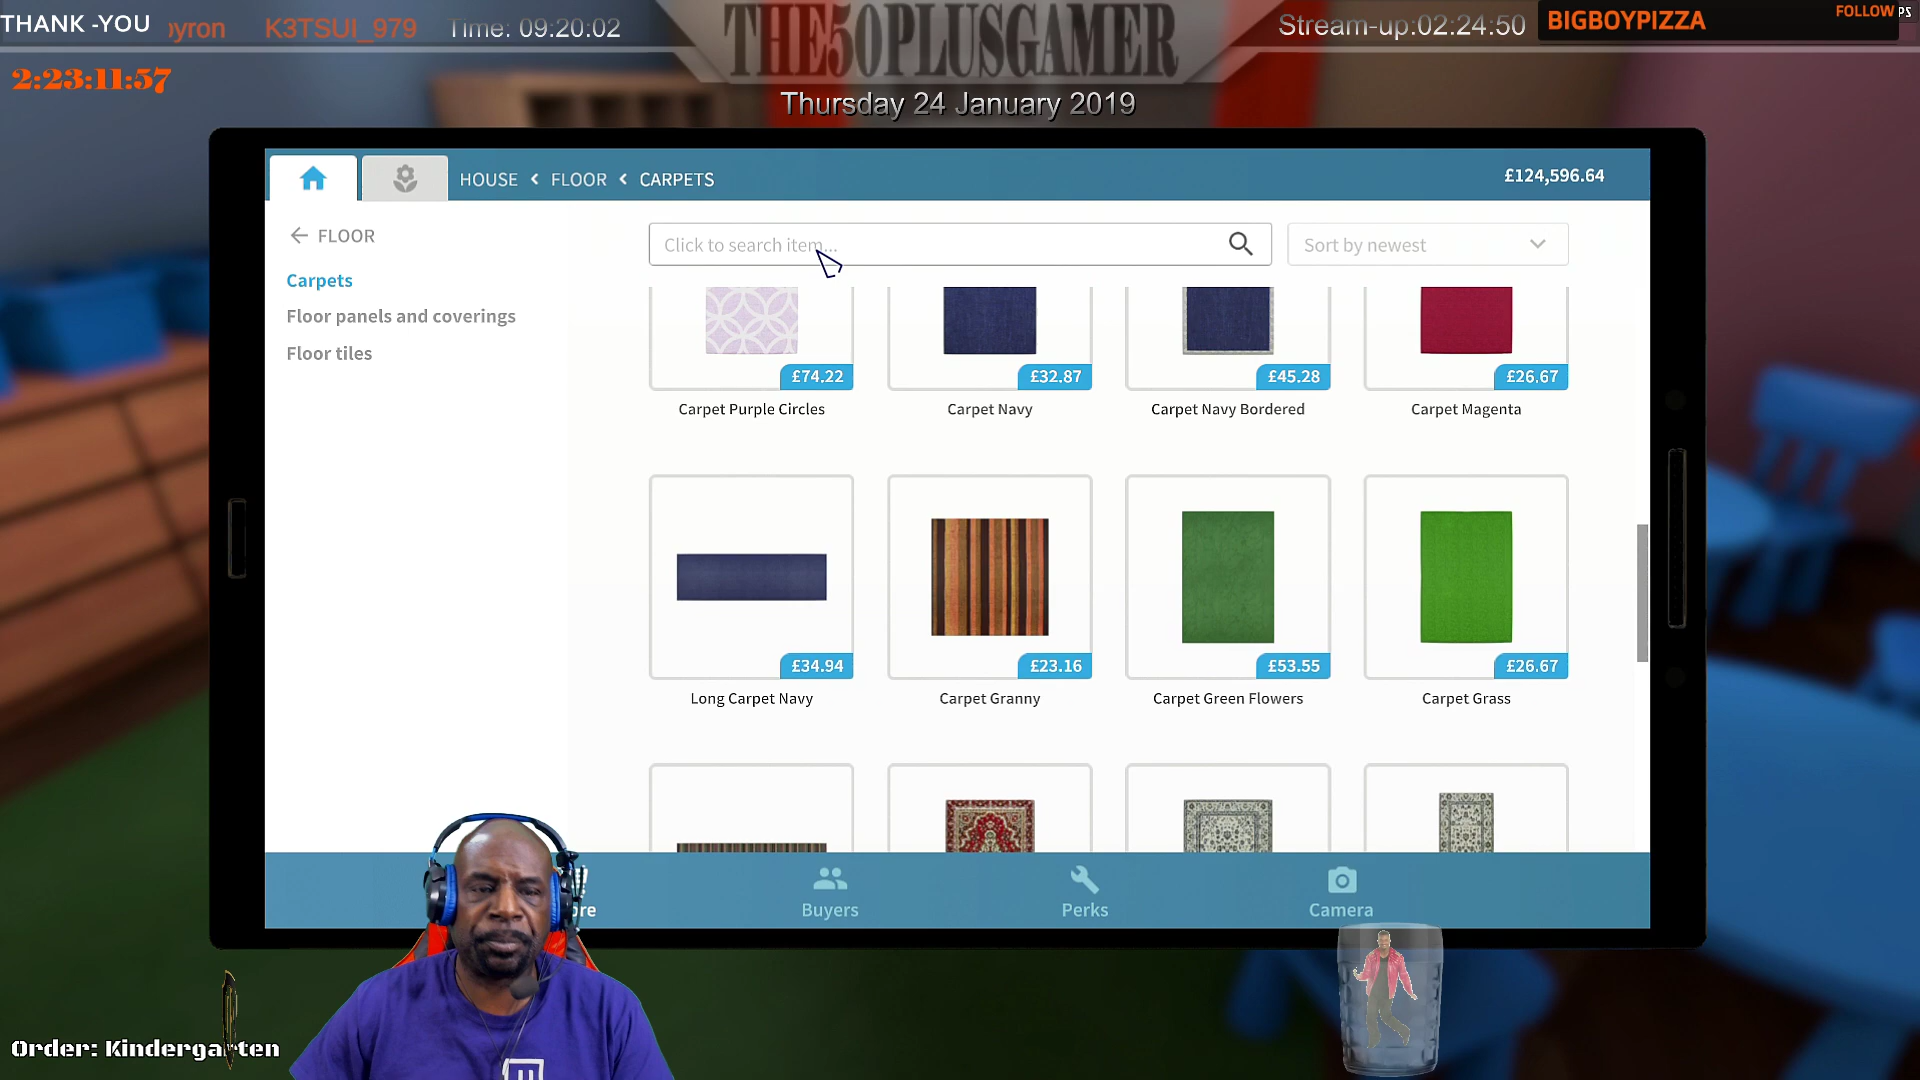 THANK -YOU
pyron K3TSUI_979
Time: 09:20:02
THE50PLUSGAMER
Stream-up:02:24:50
BIGBOYPIZZA
FOLLOW
PS
2:23:11:57
Thursday 24 January 2019
HOUSE < FLOOR < CARPETS
£124,596.64
← FLOOR
Click to search item...
Sort by newest
Carpets
Floor panels and coverings
Floor tiles
£74.22
£32.87
£45.28
£26.67
Carpet Purple Circles
Carpet Navy
Carpet Navy Bordered
Carpet Magenta
£34.94
£23.16
£53.55
£26.67
Long Carpet Navy
Carpet Granny
Carpet Green Flowers
Carpet Grass
ore
Buyers
Perks
Camera
Order: Kindergarten